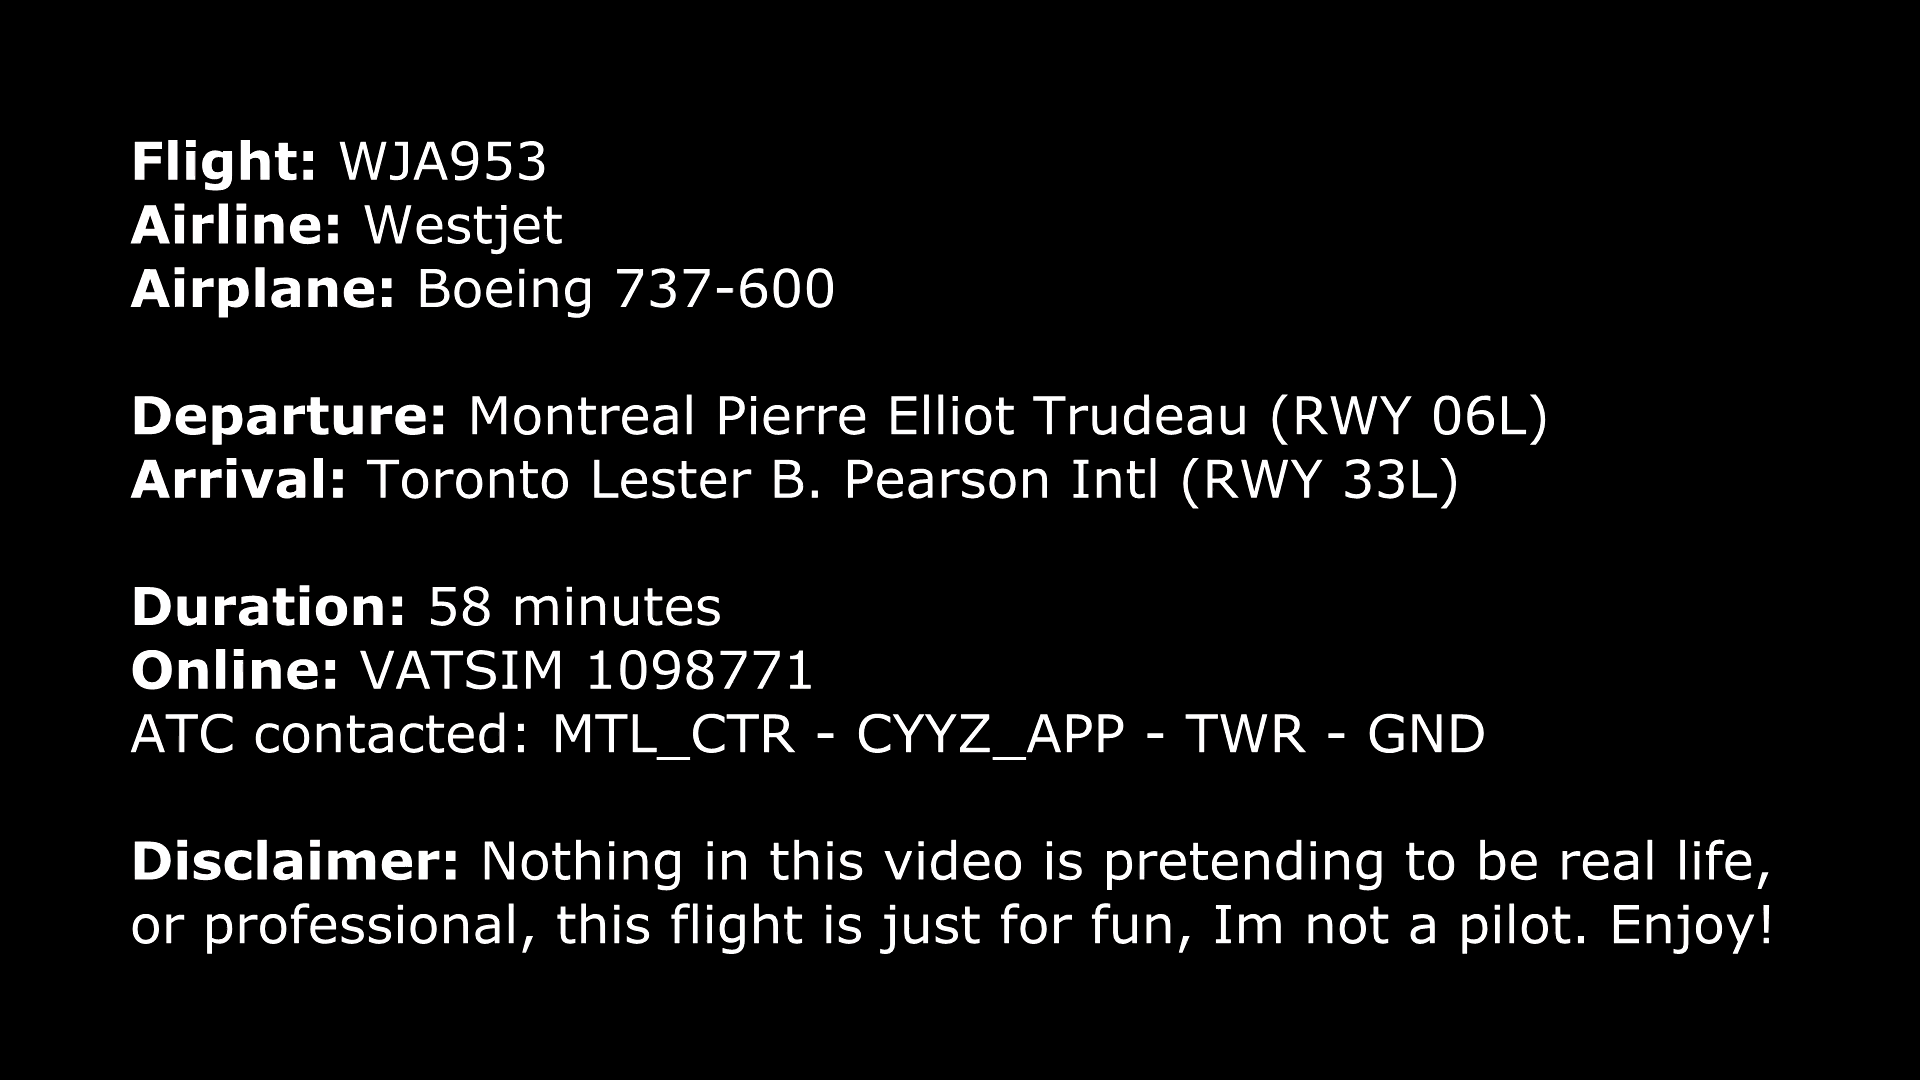 Flight: WJA953
Airline: Westjet
Airplane: Boeing 737-600
Departure: Montreal Pierre Elliot Trudeau (RWY 06L)
Arrival: Toronto Lester B. Pearson Intl (RWY 33L)
Duration: 58 minutes
Online: VATSIM 1098771
ATC contacted: MTL_CTR - CYYZ_APP - TWR - GND
Disclaimer: Nothing in this video is pretending to be real life,
or professional, this flight is just for fun, Im not a pilot. Enjoy!